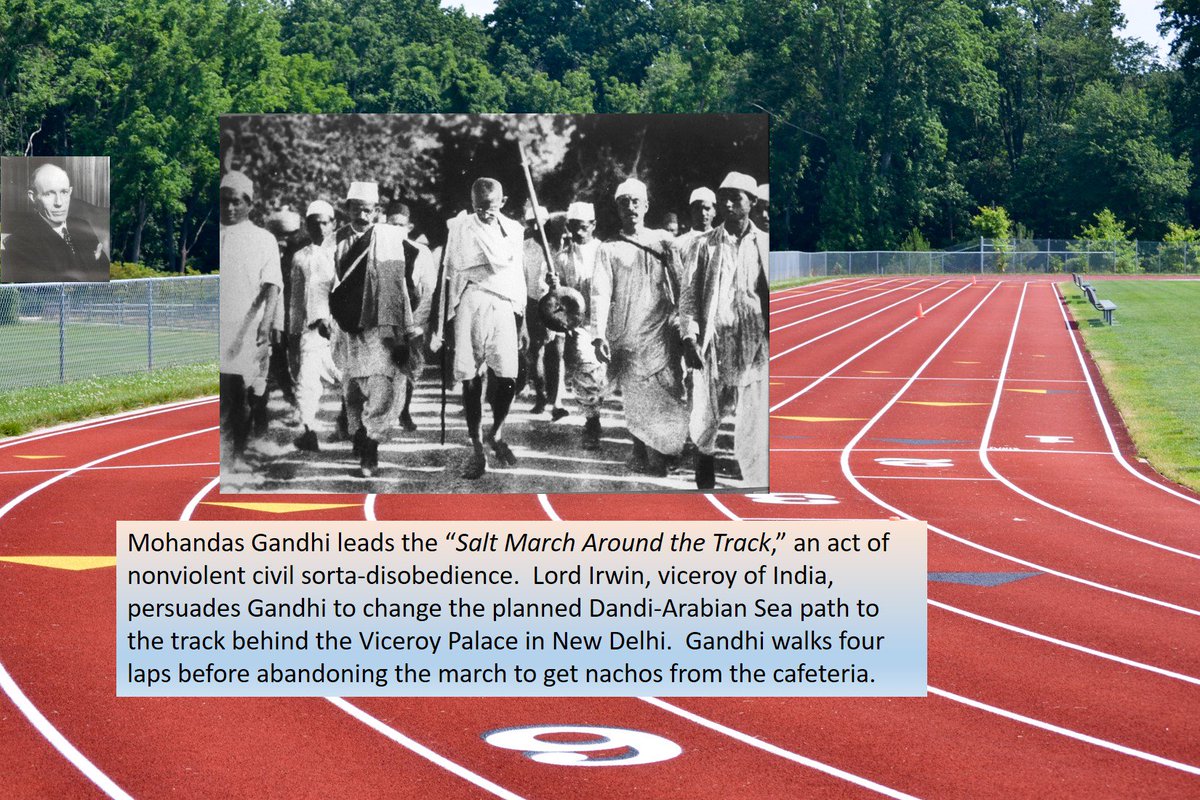 Mohandas Gandhi leads the “Salt March Around the Track,” an act of
nonviolent civil sorta-disobedience.  Lord Irwin, viceroy of India,
persuades Gandhi to change the planned Dandi-Arabian Sea path to
the track behind the Viceroy Palace in New Delhi.  Gandhi walks four
laps before abandoning the march to get nachos from the cafeteria.
6